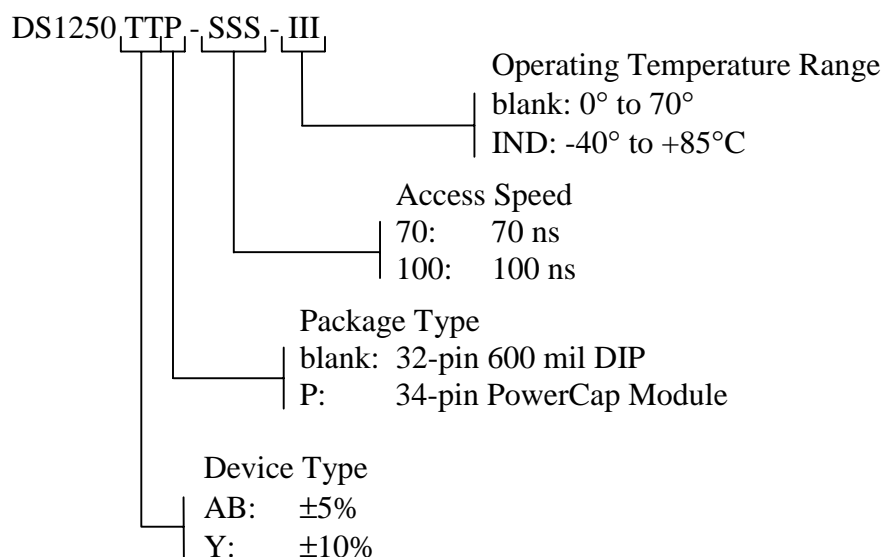 DS1250 TTP - SSS - III
Operating Temperature Range
blank: 0° to 70°
IND: -40° to +85°C
Access Speed
70: 70 ns
100: 100 ns
Package Type
blank: 32-pin 600 mil DIP
P: 34-pin PowerCap Module
Device Type
AB: ±5%
Y: ±10%